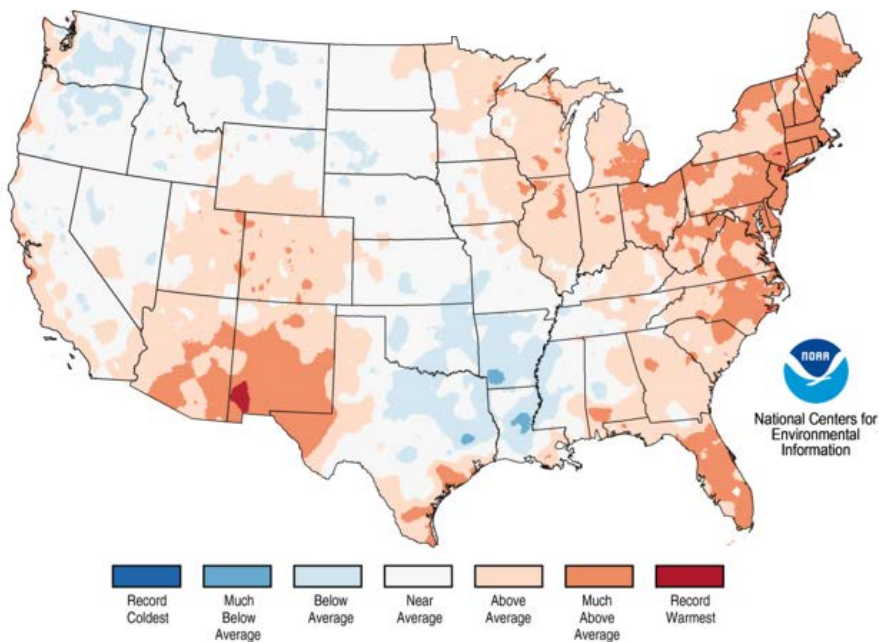 NOAA
National Centers for
Environmental
Information
Record
Coldest
Much
Below
Average
Below
Average
Near
Average
Above
Average
Much
Above
Average
Record
Warmest